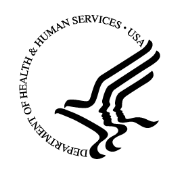 DEPARTMENT OF HEALTH & HUMAN SERVICES • USA